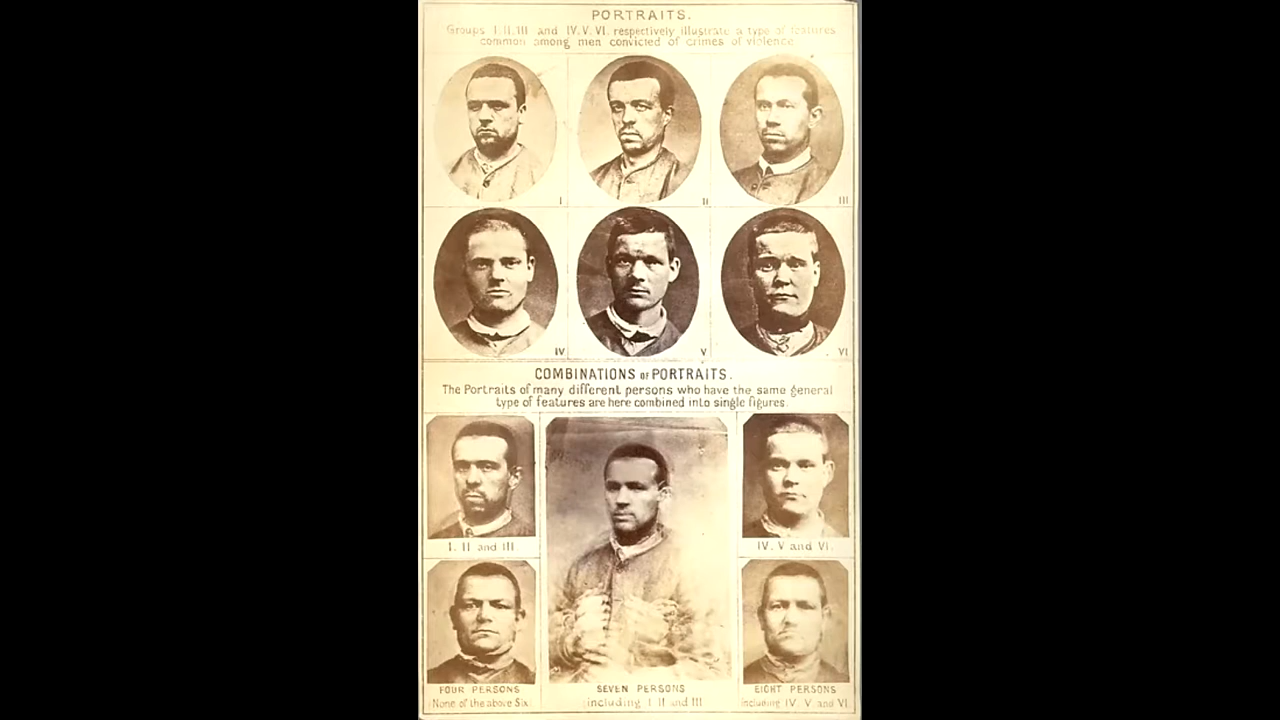 PORTRAITS.
Groups I. II. III and IV. V. VI. respectively illustrate a type of features
common among men convicted of crimes of violence
I
II
III
IV
V
VI
COMBINATIONS OF PORTRAITS.
The Portraits of many different persons who have the same general
type of features are here combined into single figures.
I. II and III.
IV. V and VI.
FOUR PERSONS
None of the above Six.
SEVEN PERSONS
including I. II and III
EIGHT PERSONS
including IV. V. and VI.